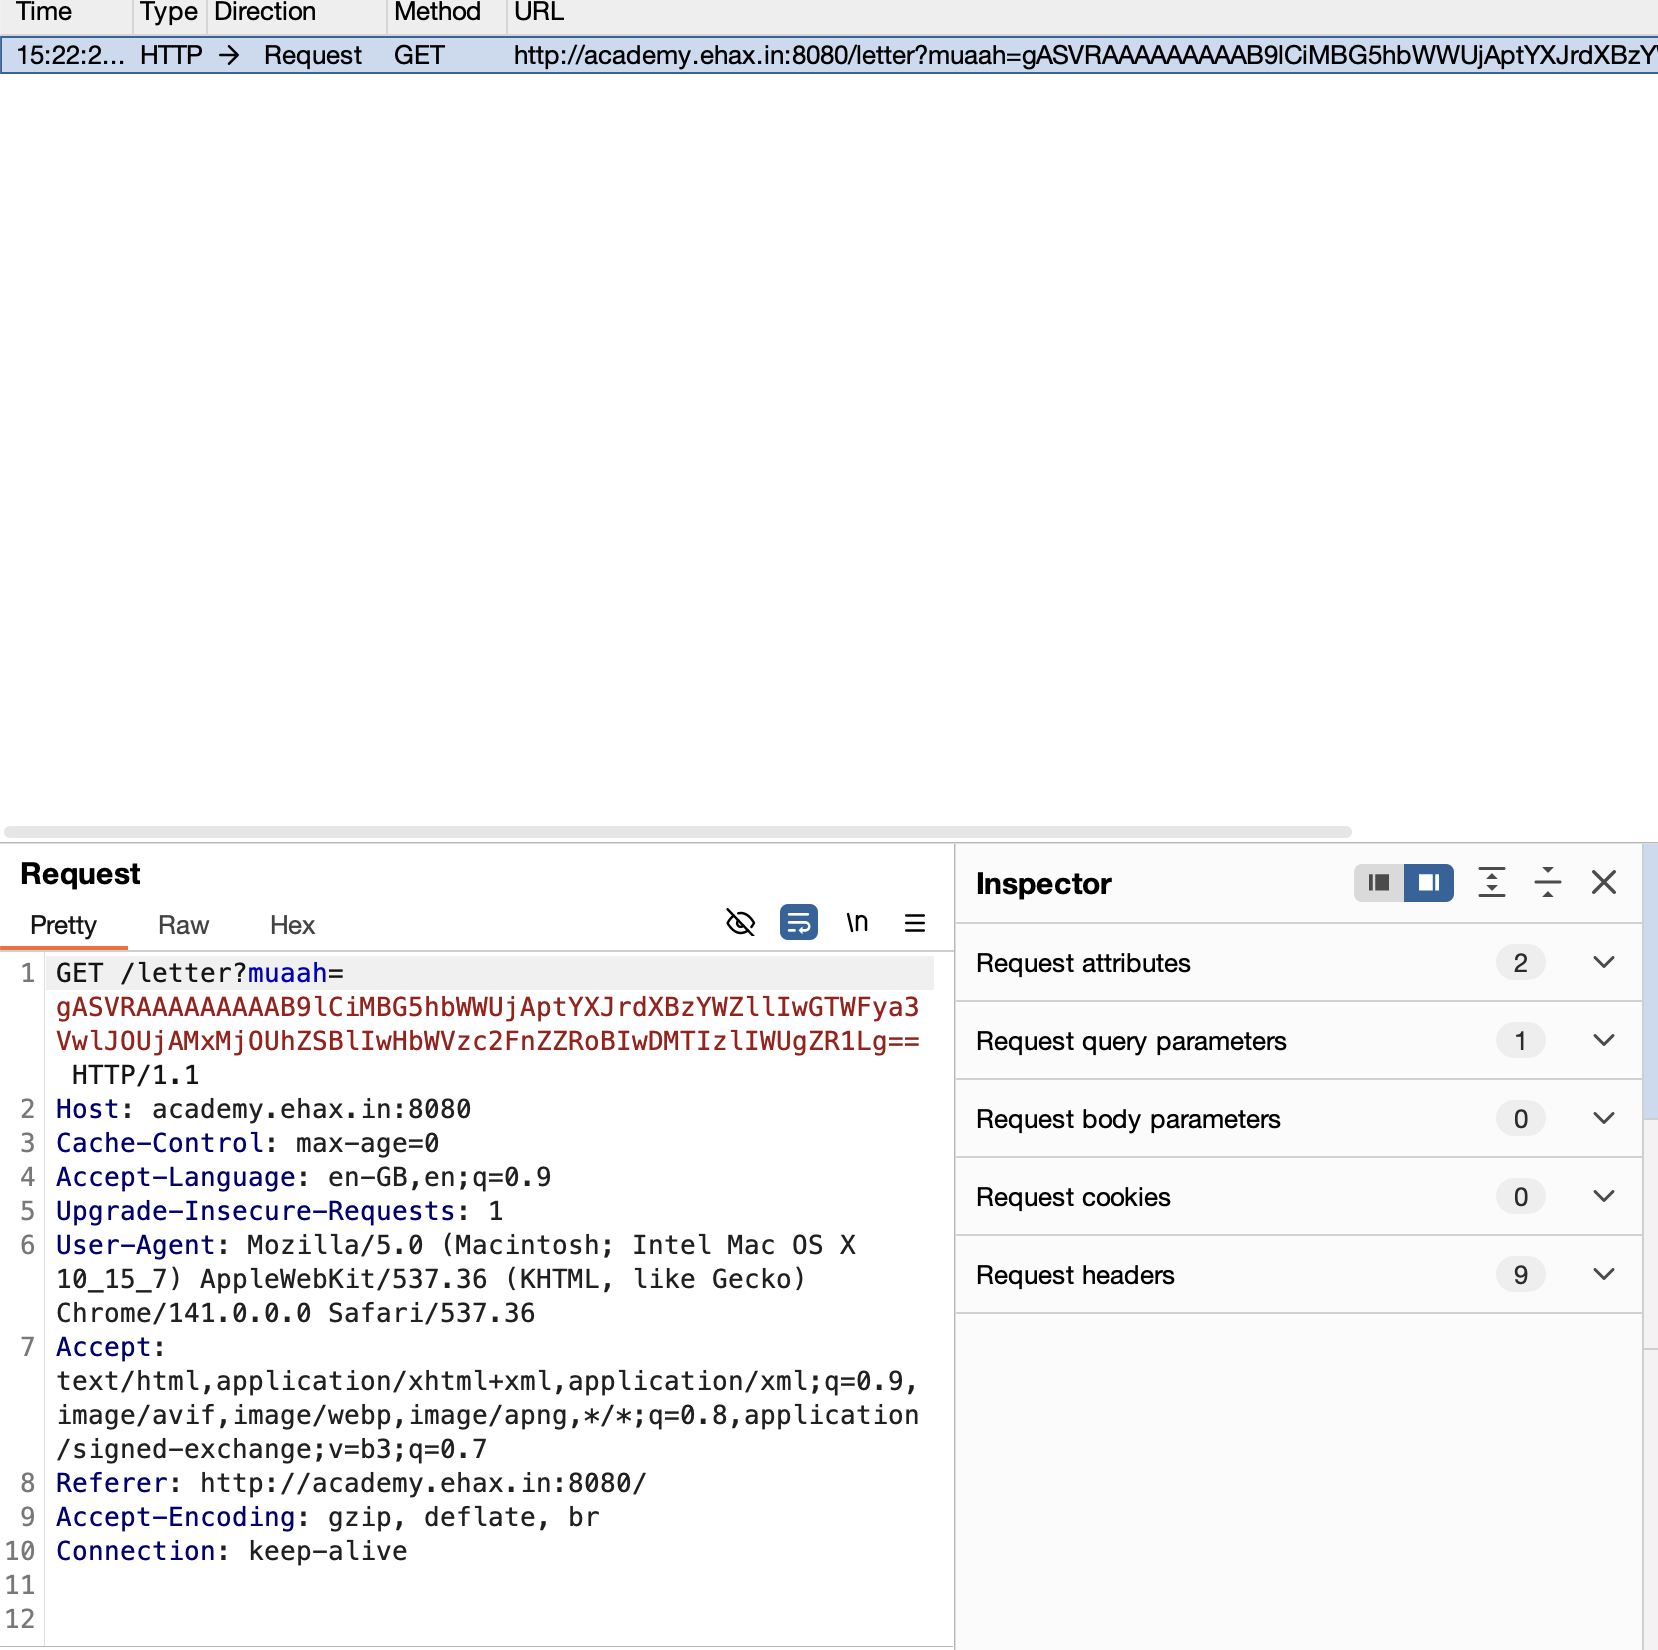 Time Type Direction Method URL
15:22:2... HTTP → Request GET http://academy.ehax.in:8080/letter?muaah=gASVRAAAAAAAAAB9lCiMBG5hbWWUjAptYXJrdXBzY
Request
Inspector
Pretty Raw Hex \n
1 GET /letter?muaah=
gASVRAAAAAAAAAB9lCiMBG5hbWWUjAptYXJrdXBzYWZllIwGTWFya3
VwlJOUjAMxMjOUhZSBlIwHbWVzc2FnZZRoBIwDMTIzlIWUgZR1Lg==
HTTP/1.1
2 Host: academy.ehax.in:8080
3 Cache-Control: max-age=0
4 Accept-Language: en-GB,en;q=0.9
5 Upgrade-Insecure-Requests: 1
6 User-Agent: Mozilla/5.0 (Macintosh; Intel Mac OS X
10_15_7) AppleWebKit/537.36 (KHTML, like Gecko)
Chrome/141.0.0.0 Safari/537.36
7 Accept:
text/html,application/xhtml+xml,application/xml;q=0.9,
image/avif,image/webp,image/apng,*/*;q=0.8,application
/signed-exchange;v=b3;q=0.7
8 Referer: http://academy.ehax.in:8080/
9 Accept-Encoding: gzip, deflate, br
10 Connection: keep-alive
11
12
Request attributes 2
Request query parameters 1
Request body parameters 0
Request cookies 0
Request headers 9